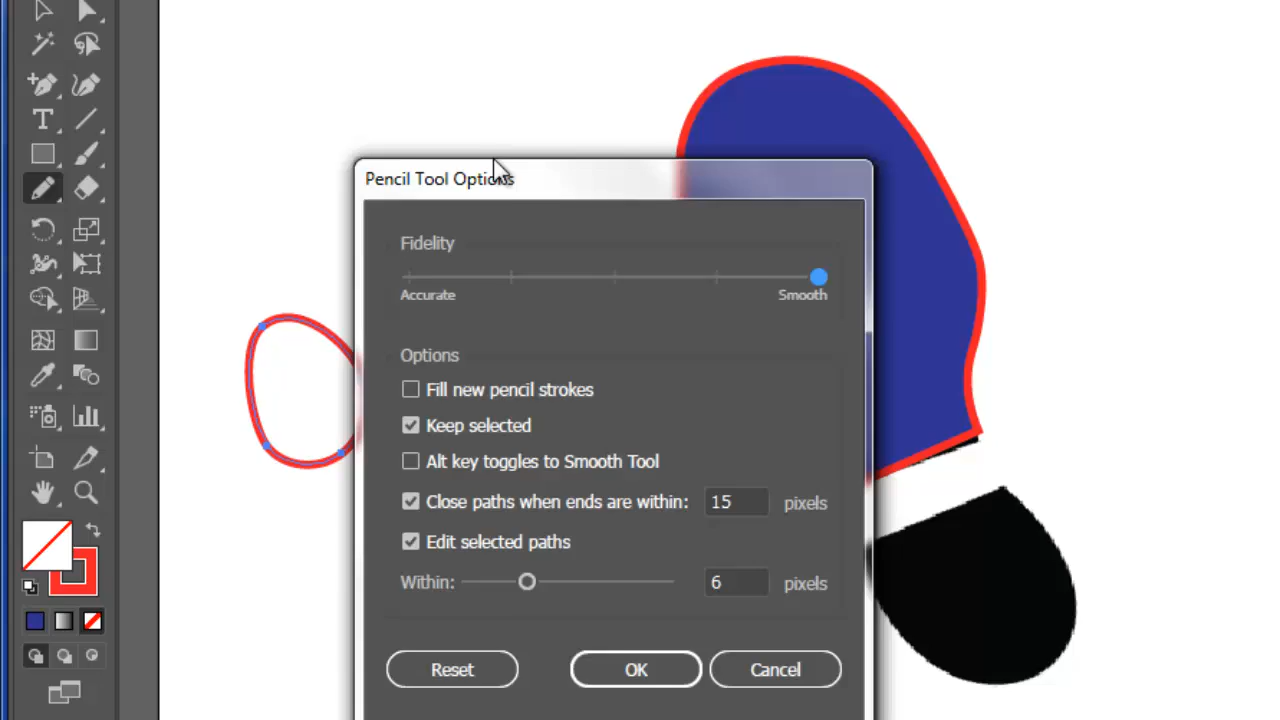 Pencil Tool Options
Fidelity
Accurate Smooth
Options
Fill new pencil strokes
Keep selected
Alt key toggles to Smooth Tool
Close paths when ends are within: 15 pixels
Edit selected paths
Within: 6 pixels
Reset OK Cancel